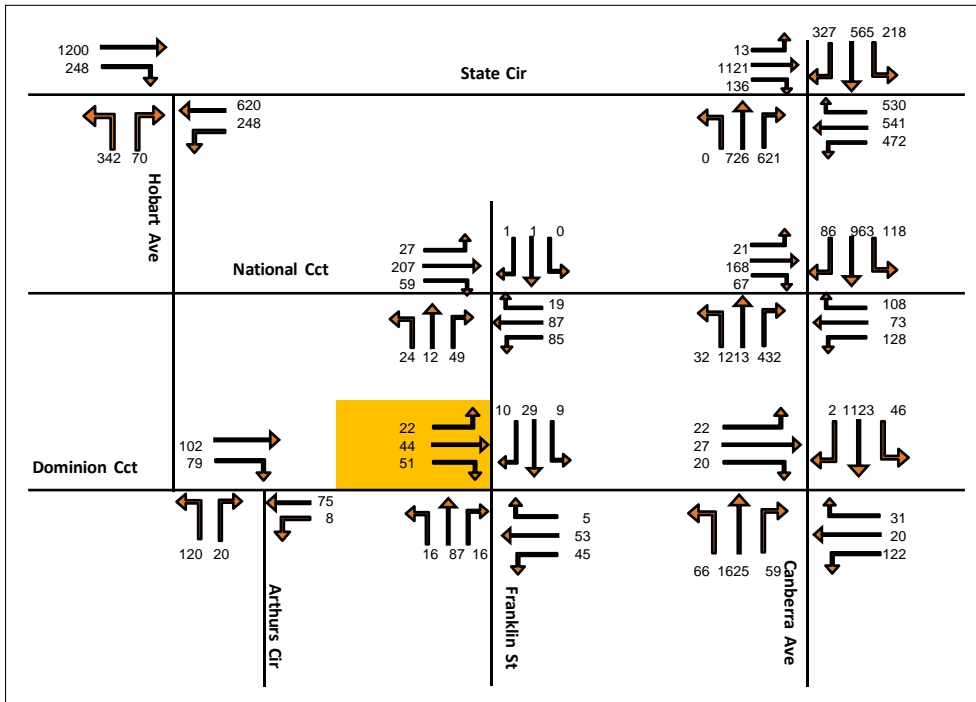 1200
248
State Cir
13
1121
136
327 565 218
620
248
530
541
472
342 70
0 726 621
Hobart Ave
National Cct
27
207
59
1 1 0
21
168
67
86 963 118
19
87
85
108
73
128
24 12 49
32 1213 432
Dominion Cct
102
79
22
44
51
10 29 9
22
27
20
2 1123 46
75
8
5
53
45
31
20
122
120 20
16 87 16
66 1625 59
Arthurs Cir
Franklin St
Canberra Ave